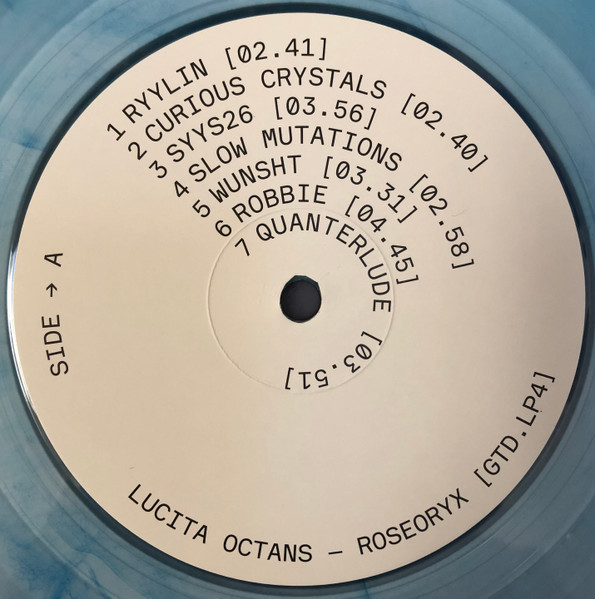 1 RYYLIN [02.41]
2 CURIOUS CRYSTALS [02.40]
3 SYYS26 [03.56]
4 SLOW MUTATIONS [02.58]
5 WUNSHT [03.31]
6 ROBBIE [04.45]
7 QUANTERLUDE [03.51]
SIDE → A
LUCITA OCTANS — ROSEORYX [GTD.LP4]